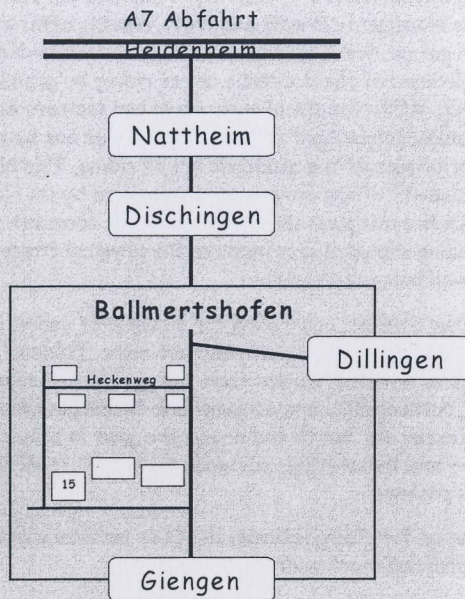 A7 Abfahrt
Heidenheim
Nattheim
Dischingen
Ballmertshofen
Dillingen
Heckenweg
15
Giengen